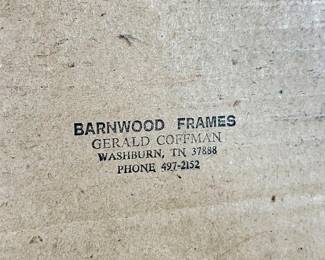 BARNWOOD FRAMES
GERALD COFFMAN
WASHBURN, TN 37888
PHONE 497-2152